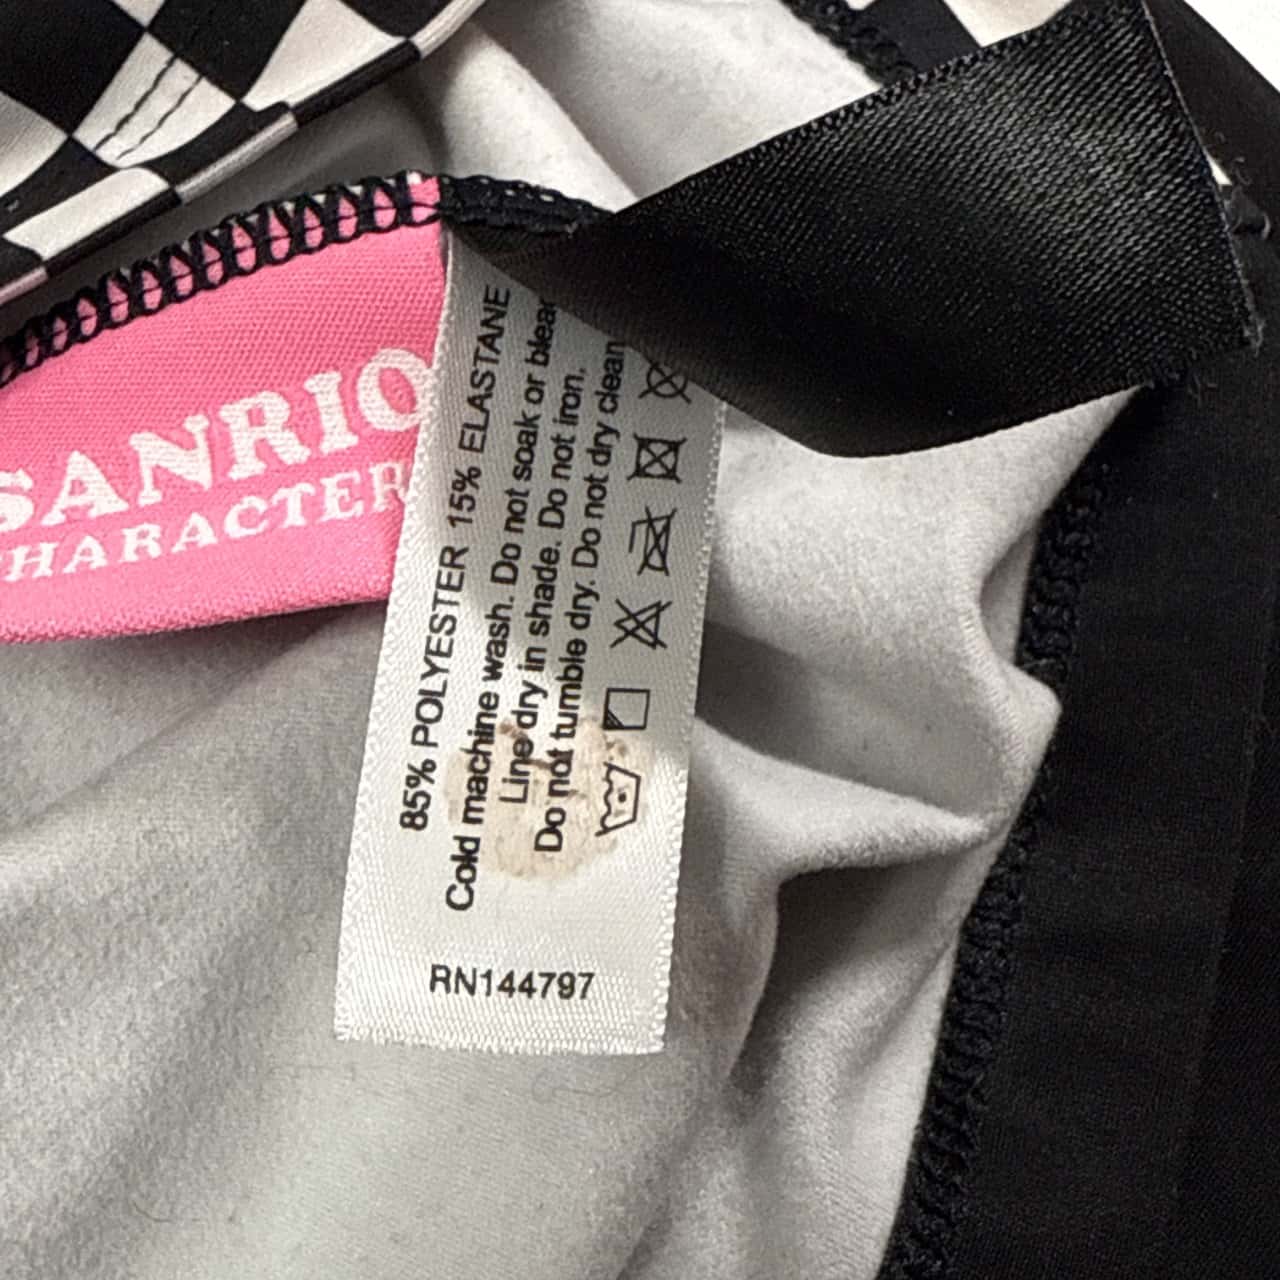 SANRIO
CHARACTER
85% POLYESTER 15% ELASTANE
Cold machine wash. Do not soak or
Line dry in shade. Do not iron.
Do not tumble dry. Do not dry clean
RN144797